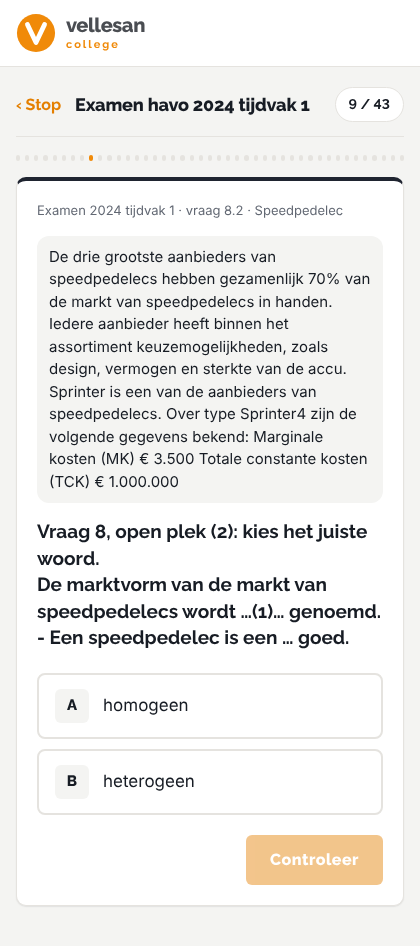 vellesan
college
‹ Stop Examen havo 2024 tijdvak 1 9 / 43
Examen 2024 tijdvak 1 · vraag 8.2 · Speedpedelec
De drie grootste aanbieders van
speedpedelecs hebben gezamenlijk 70% van
de markt van speedpedelecs in handen.
Iedere aanbieder heeft binnen het
assortiment keuzemogelijkheden, zoals
design, vermogen en sterkte van de accu.
Sprinter is een van de aanbieders van
speedpedelecs. Over type Sprinter4 zijn de
volgende gegevens bekend: Marginale
kosten (MK) € 3.500 Totale constante kosten
(TCK) € 1.000.000
Vraag 8, open plek (2): kies het juiste
woord.
De marktvorm van de markt van
speedpedelecs wordt …(1)… genoemd.
- Een speedpedelec is een … goed.
A homogeen
B heterogeen
Controleer